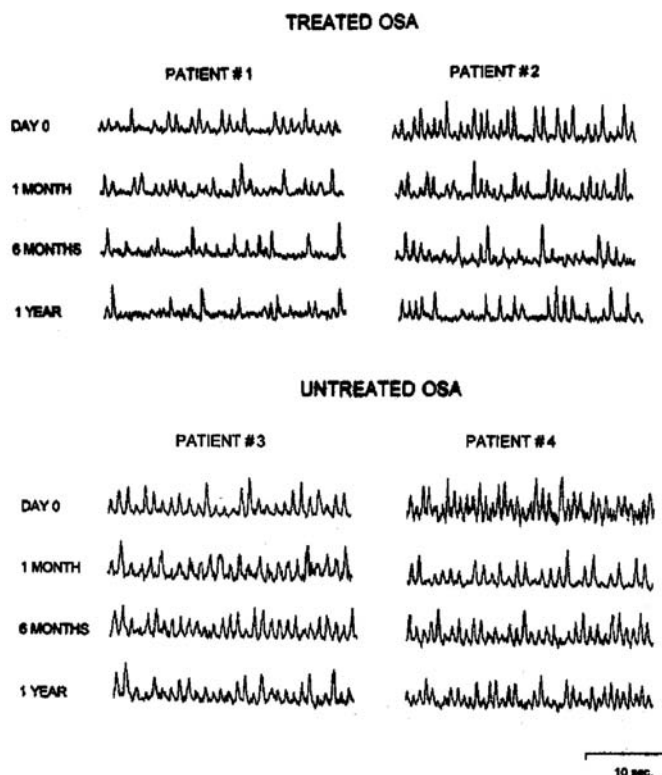 TREATED OSA
PATIENT #1
PATIENT #2
DAY 0
1 MONTH
6 MONTHS
1 YEAR
UNTREATED OSA
PATIENT #3
PATIENT #4
DAY 0
1 MONTH
6 MONTHS
1 YEAR
10 sec.